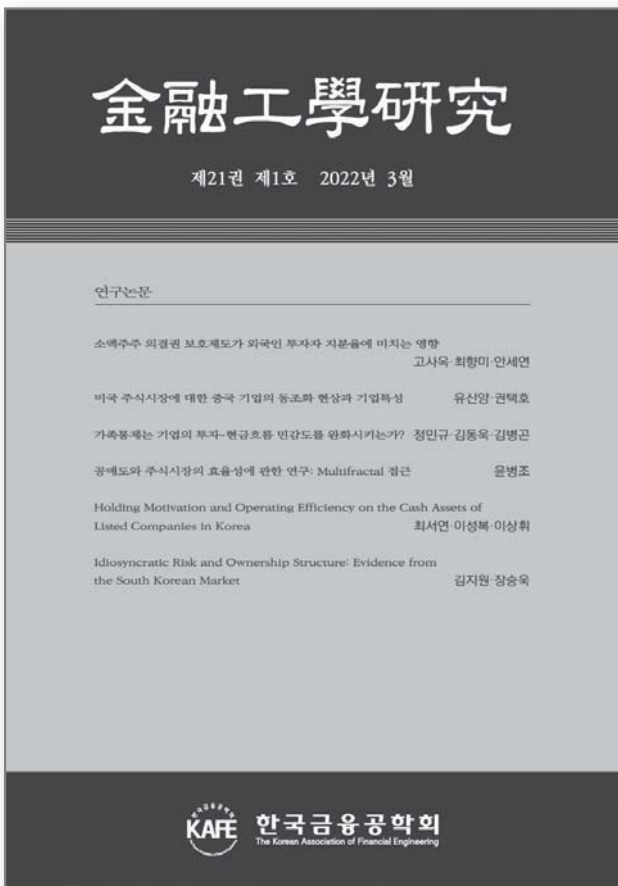 金融工學研究
제21권 제1호 2022년 3월
연구논문
소액주주 의결권 보호제도가 외국인 투자자 지분율에 미치는 영향
고사옥·최향미·안세연
미국 주식시장에 대한 중국 기업의 동조화 현상과 기업특성 유신양·권택호
가족통제는 기업의 투자-현금흐름 민감도를 완화시키는가? 정민규·김동욱·김병곤
공매도와 주식시장의 효율성에 관한 연구: Multifractal 접근 윤병조
Holding Motivation and Operating Efficiency on the Cash Assets of
Listed Companies in Korea 최서연·이성복·이상휘
Idiosyncratic Risk and Ownership Structure: Evidence from
the South Korean Market 김지원·장승욱
한국금융공학회
KAFE
한국금융공학회
The Korean Association of Financial Engineering